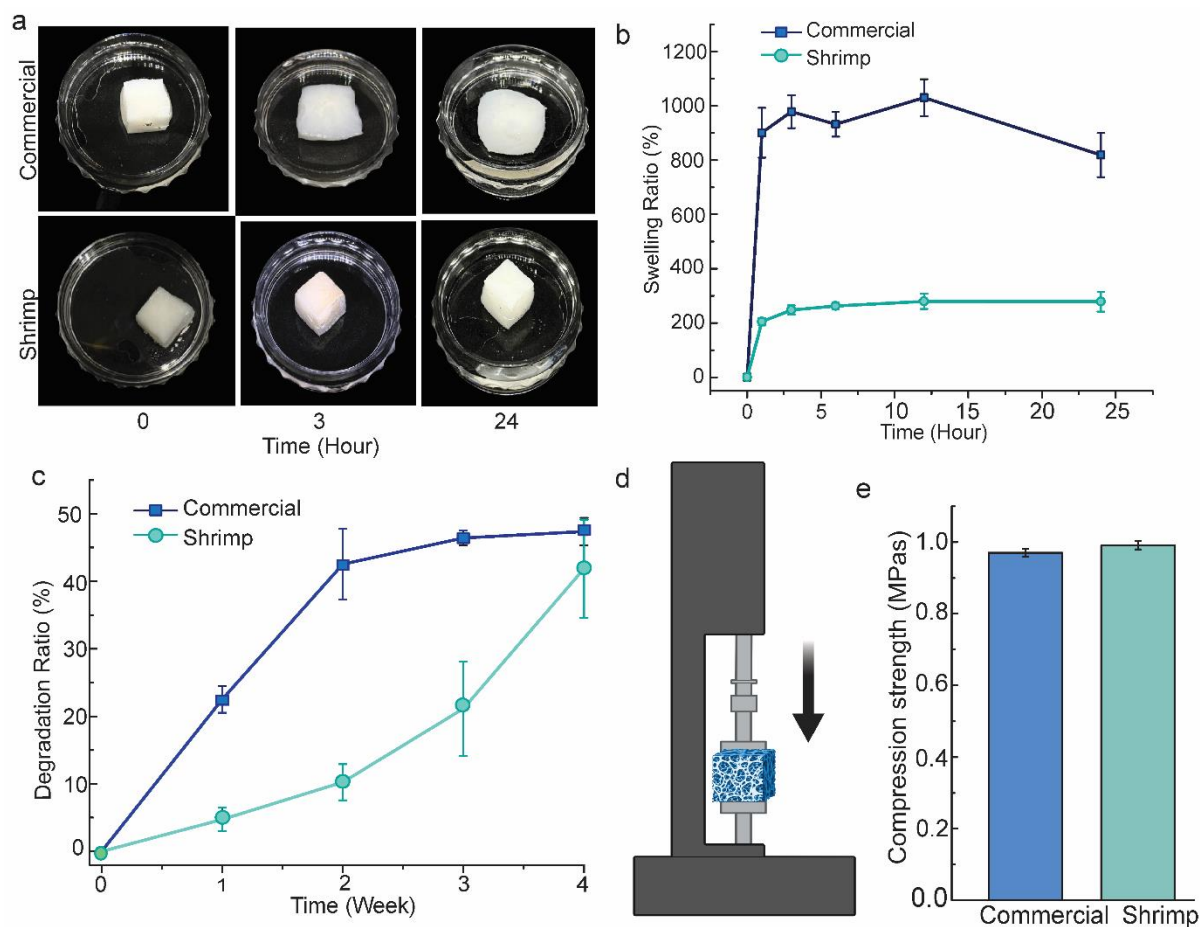 a
Commercial
Shrimp
0
3
24
Time (Hour)
b
Commercial
Shrimp
Swelling Ratio (%)
1200
1000
800
600
400
200
0
0
5
10
15
20
25
Time (Hour)
c
Commercial
Shrimp
Degradation Ratio (%)
50
40
30
20
10
0
0
1
2
3
4
Time (Week)
d
e
Compression strength (MPas)
1.0
0.8
0.6
0.4
0.2
0.0
Commercial
Shrimp